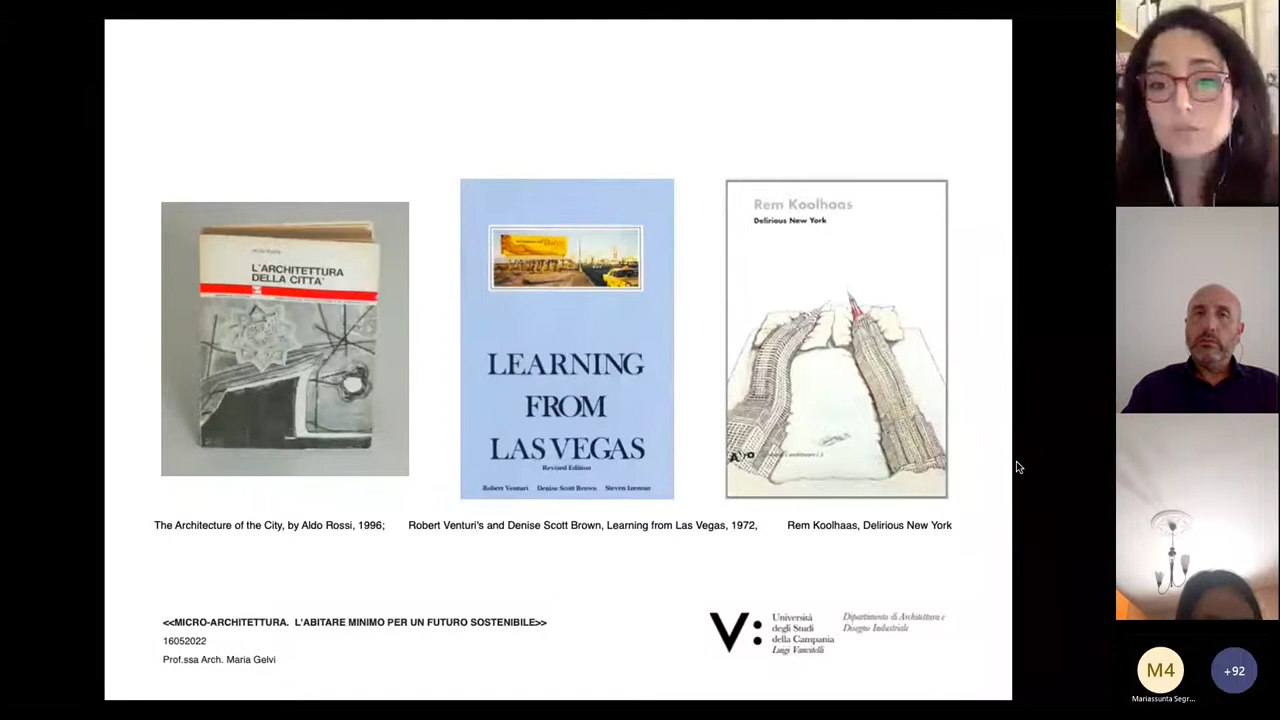 L'ARCHITETTURA
DELLA CITTA'
LEARNING
FROM
LAS VEGAS
Revised Edition
Robert Venturi Denise Scott Brown Steven Izenour
Rem Koolhaas
Delirious New York
The Architecture of the City, by Aldo Rossi, 1996;
Robert Venturi's and Denise Scott Brown, Learning from Las Vegas, 1972,
Rem Koolhaas, Delirious New York
<<MICRO-ARCHITETTURA. L'ABITARE MINIMO PER UN FUTURO SOSTENIBILE>>
16052022
Prof.ssa Arch. Maria Gelvi
V:
Università
degli Studi
della Campania
Luigi Vanvitelli
Dipartimento di Architettura e
Disegno Industriale
M4
Mariassunta Segr...
+92